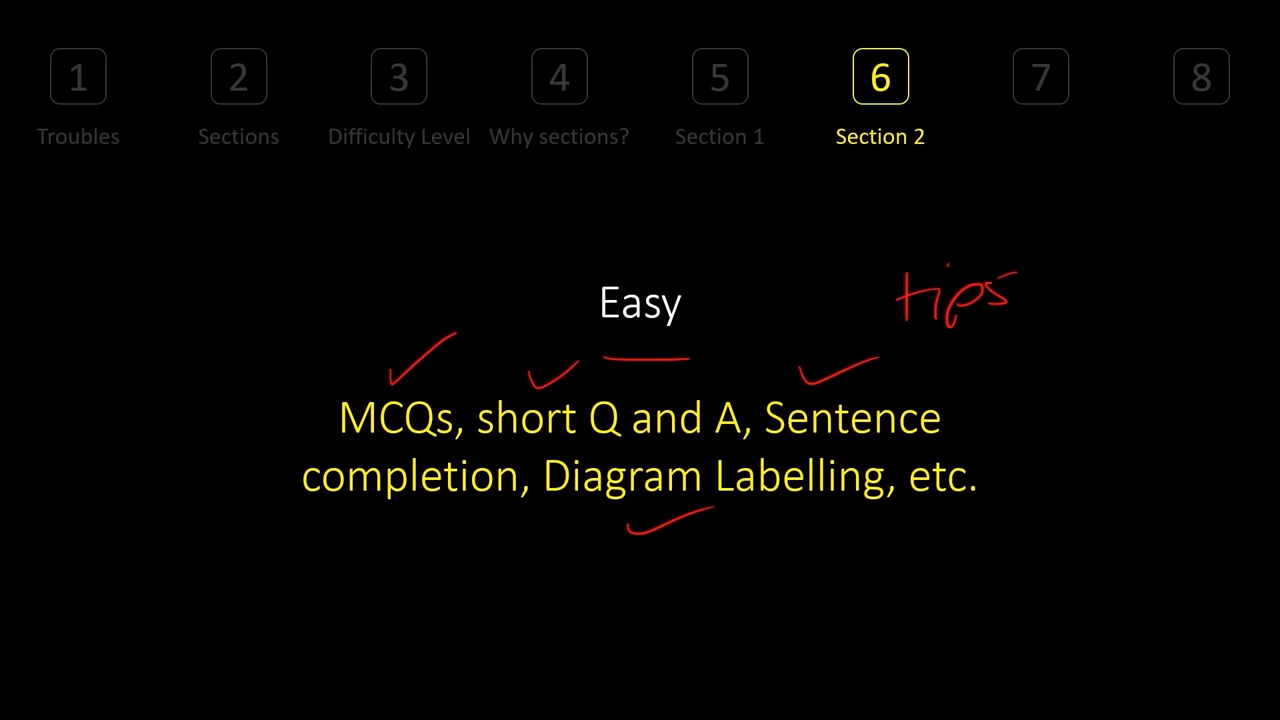 1 2 3 4 5 6 7 8
Troubles Sections Difficulty Level Why sections? Section 1 Section 2
Easy
tips
MCQs, short Q and A, Sentence
completion, Diagram Labelling, etc.